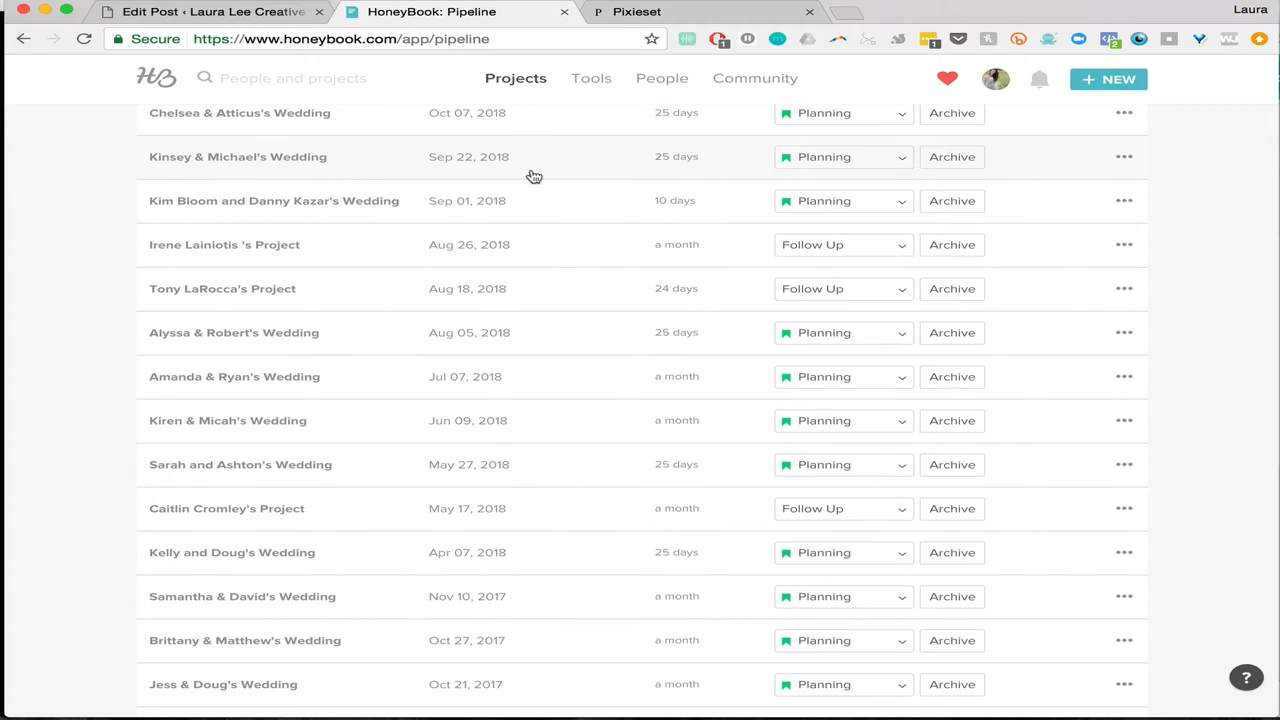 Edit Post ‹ Laura Lee Creative
HoneyBook: Pipeline
Pixieset
Laura
Secure
https://www.honeybook.com/app/pipeline
HB
People and projects
Projects
Tools
People
Community
+ NEW
Chelsea & Atticus's Wedding Oct 07, 2018 25 days Planning Archive
Kinsey & Michael's Wedding Sep 22, 2018 25 days Planning Archive
Kim Bloom and Danny Kazar's Wedding Sep 01, 2018 10 days Planning Archive
Irene Lainiotis 's Project Aug 26, 2018 a month Follow Up Archive
Tony LaRocca's Project Aug 18, 2018 24 days Follow Up Archive
Alyssa & Robert's Wedding Aug 05, 2018 25 days Planning Archive
Amanda & Ryan's Wedding Jul 07, 2018 a month Planning Archive
Kiren & Micah's Wedding Jun 09, 2018 a month Planning Archive
Sarah and Ashton's Wedding May 27, 2018 25 days Planning Archive
Caitlin Cromley's Project May 17, 2018 a month Follow Up Archive
Kelly and Doug's Wedding Apr 07, 2018 25 days Planning Archive
Samantha & David's Wedding Nov 10, 2017 a month Planning Archive
Brittany & Matthew's Wedding Oct 27, 2017 a month Planning Archive
Jess & Doug's Wedding Oct 21, 2017 a month Planning Archive
?